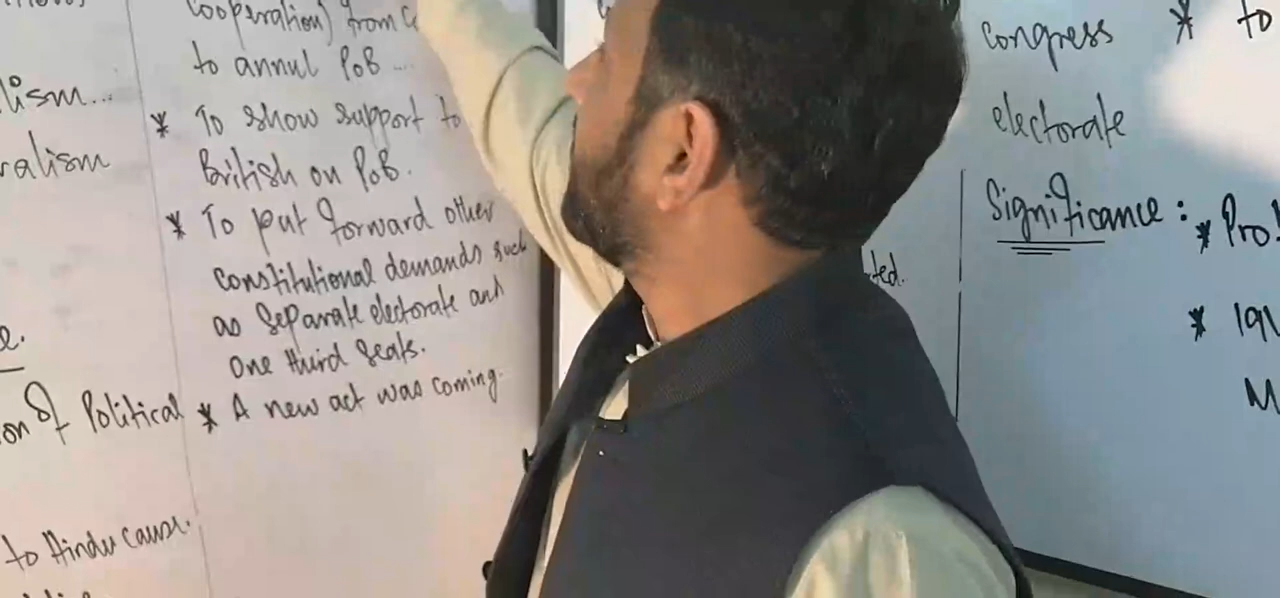 cooperation) from
to annul PoB ...
lism...
* To show support to
ralism
British on PoB.
* To put forward other
constitutional demands such
as Separate electorate and
One third Seats.
e.
on of Political
* A new act was coming.
to Hindu cause.
congress * to
electorate
Significance : *
ted.
*